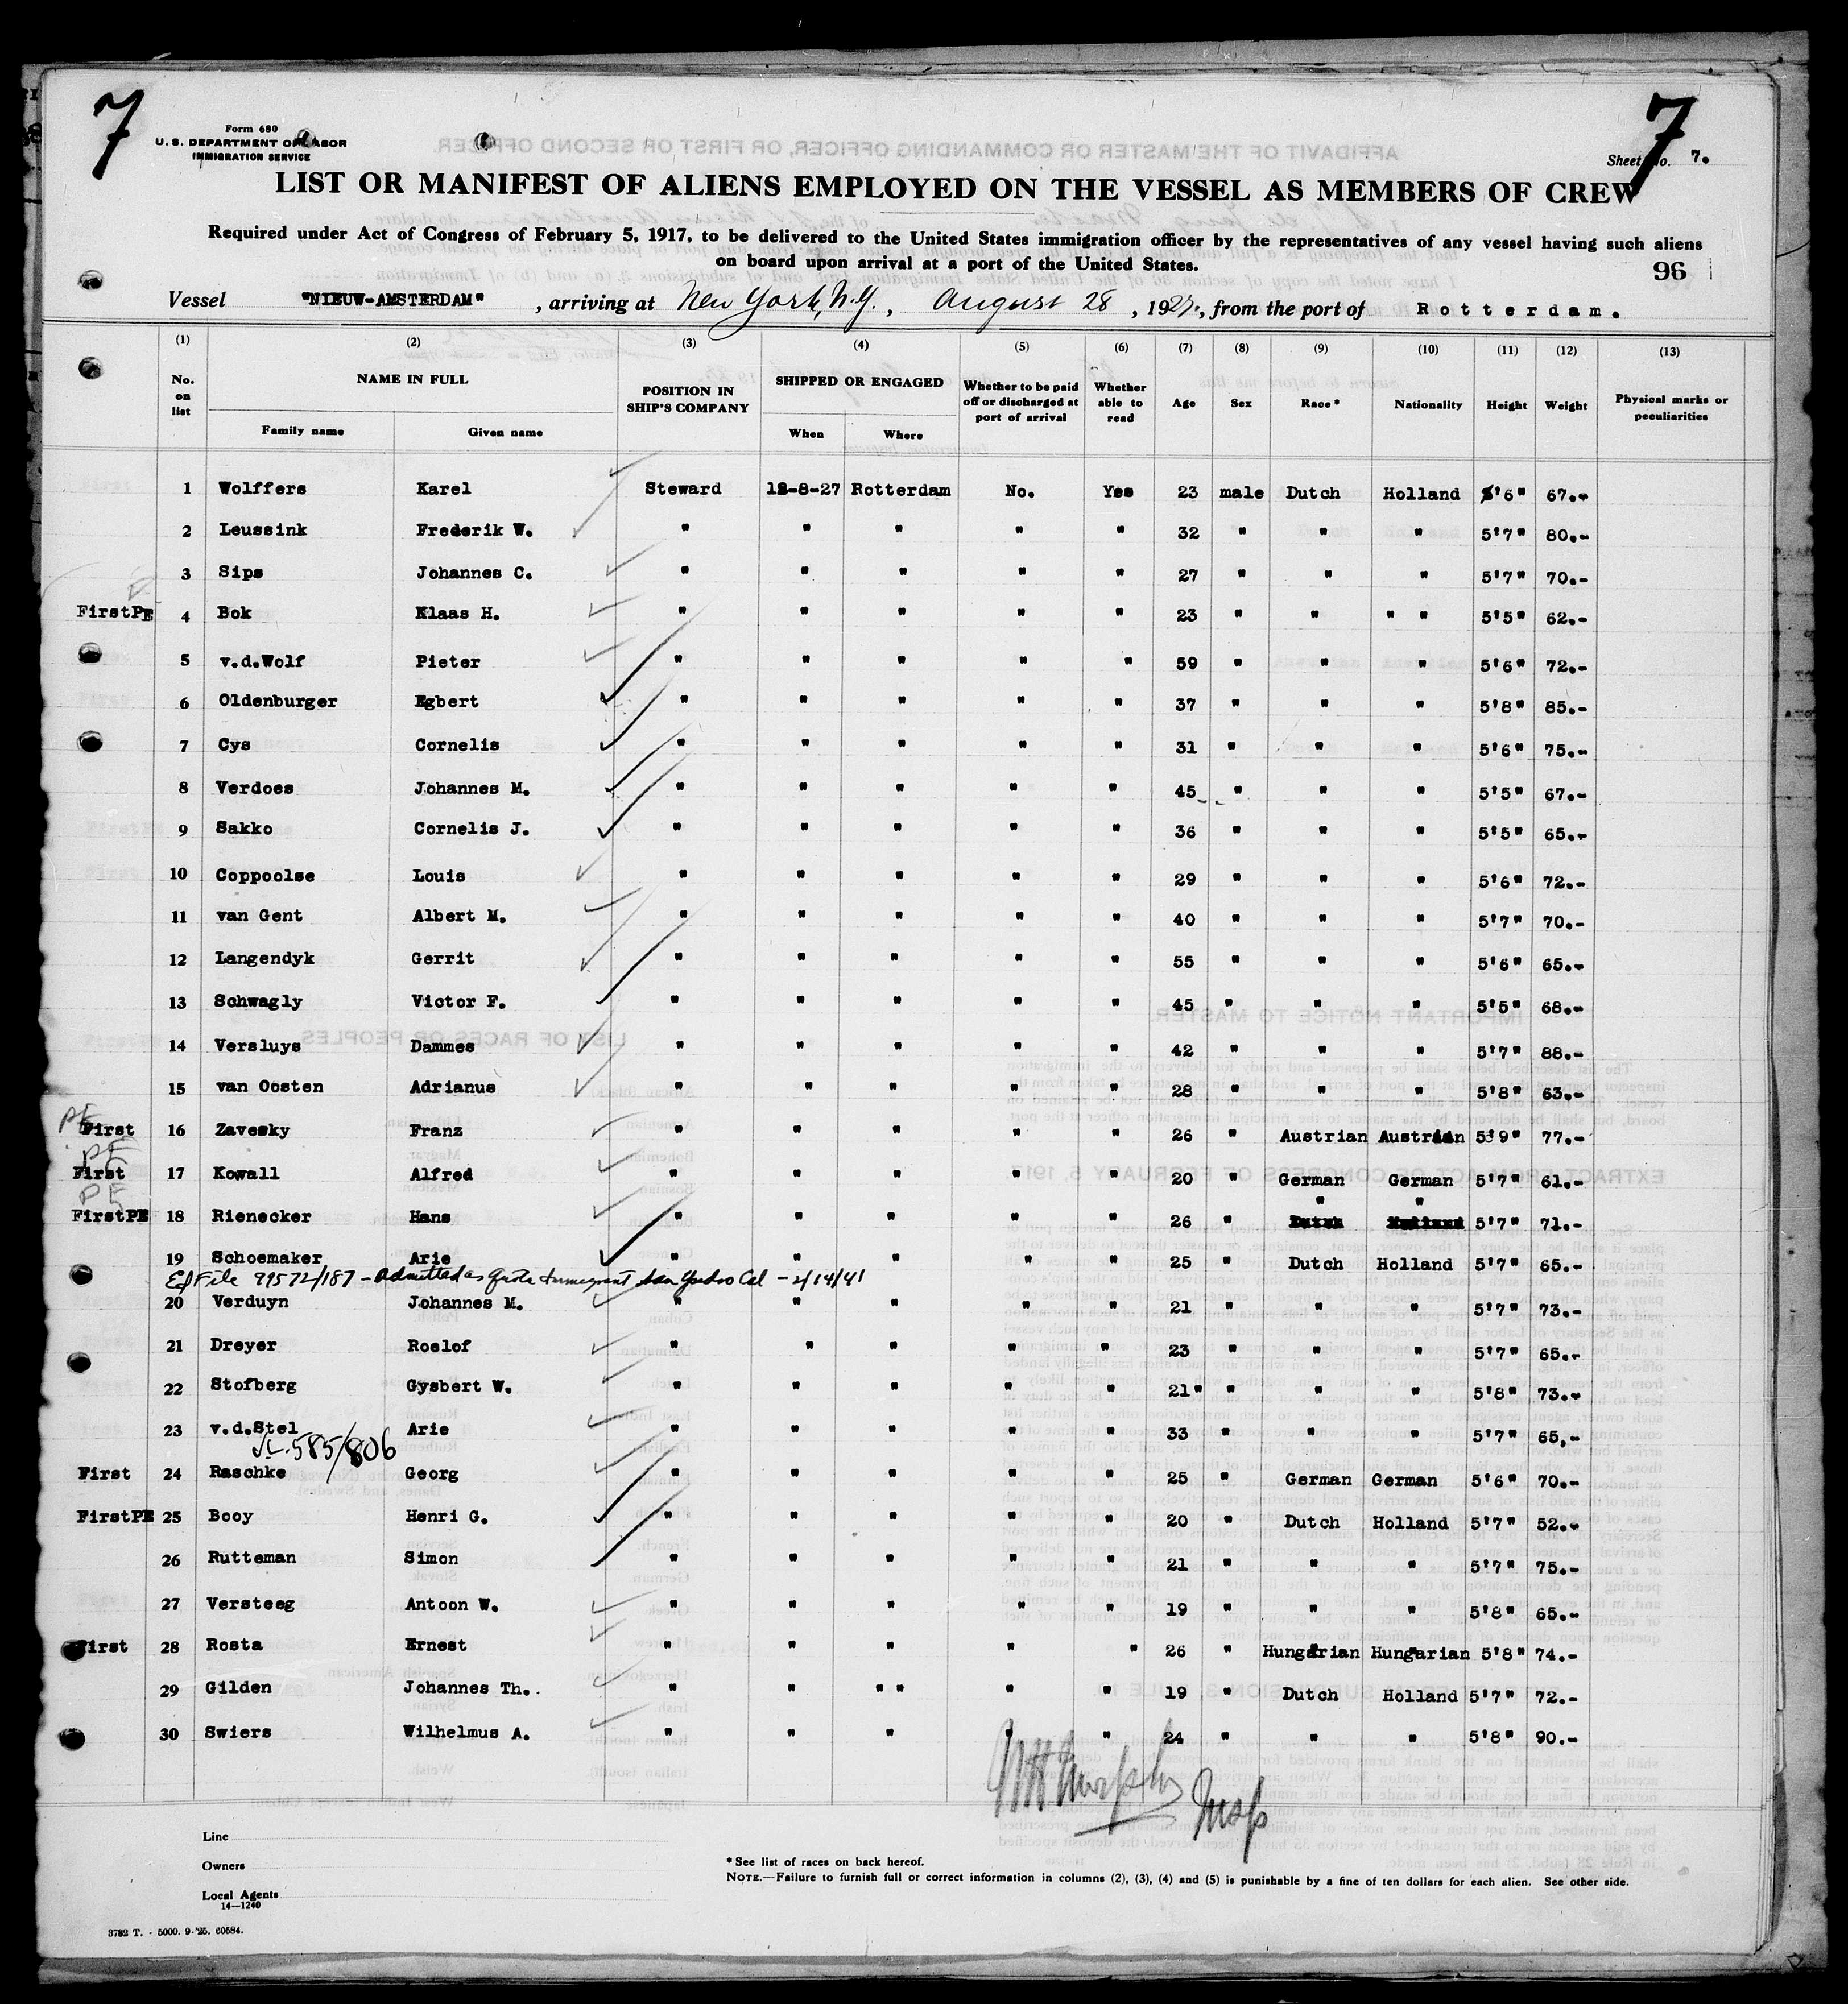 7
7
Form 680
U. S. DEPARTMENT OF LABOR
IMMIGRATION SERVICE
Sheet No. 7.
LIST OR MANIFEST OF ALIENS EMPLOYED ON THE VESSEL AS MEMBERS OF CREW
Required under Act of Congress of February 5, 1917, to be delivered to the United States immigration officer by the representatives of any vessel having such aliens
on board upon arrival at a port of the United States.
96
Vessel "NIEUW-AMSTERDAM" , arriving at New York, N.Y. , August 28 , 1927. , from the port of Rotterdam.
(1) (2) (3) (4) (5) (6) (7) (8) (9) (10) (11) (12) (13)
No. on list NAME IN FULL Family name Given name POSITION IN SHIP'S COMPANY SHIPPED OR ENGAGED When Where Whether to be paid off or discharged at port of arrival Whether able to read Age Sex Race * Nationality Height Weight Physical marks or peculiarities
1 Wolffers Karel Steward 18-8-27 Rotterdam No. Yes 23 male Dutch Holland 5'6" 67.-
2 Leussink Frederik W. " " " " " 32 " " " 5'7" 80.-
3 Sips Johannes C. " " " " " 27 " " " 5'7" 70.-
FirstPE 4 Bok Klaas H. " " " " " 23 " " " " 5'5" 62.-
5 v.d.Wolf Pieter " " " " " 59 " " " 5'6" 72.-
6 Oldenburger Egbert " " " " " 37 " " " 5'8" 85.-
7 Cys Cornelis " " " " " 31 " " " 5'6" 75.-
8 Verdoes Johannes M. " " " " " 45 " " " 5'5" 67.-
9 Sakko Cornelis J. " " " " " 36 " " " 5'5" 65.-
10 Coppoolse Louis " " " " " 29 " " " 5'6" 72.-
11 van Gent Albert M. " " " " " 40 " " " 5'7" 70.-
12 Langendyk Gerrit " " " " " 55 " " " 5'6" 65.-
13 Schwagly Victor F. " " " " " 45 " " " 5'5" 68.-
14 Versluys Dammes " " " " " 42 " " " 5'7" 88.-
15 van Oosten Adrianus " " " " " 28 " " " 5'8" 63.-
PE
First 16 Zavesky Franz " " " " " 26 " Austrian Austrian 5'9" 77.-
PE
First 17 Kowall Alfred " " " " " 20 " German German 5'7" 61.-
PE
FirstPE 18 Rienecker Hans " " " " " 26 " " " 5'7" 71.-
19 Schoemaker Arie " " " " " 25 " Dutch Holland 5'7" 65.-
EI File 99572/187 - Admitted as Quota Immigrant San Pedro Cal - 2/14/41
20 Verduyn Johannes M. " " " " " 21 " " " 5'7" 73.-
21 Dreyer Roelof " " " " " 23 " " " 5'7" 65.-
22 Stofberg Gysbert W. " " " " " 21" " " " 5'8" 73.-
23 v.d.Stel Arie " " " " " 33 " " " 5'7" 65,-
585/806
First 24 Raschke Georg " " " " " 25 " German German 5'6" 70.-
FirstPE 25 Booy Henri G. " " " " " 20 " Dutch Holland 5'7" 52.-
26 Rutteman Simon " " " " " 21 " " " 5'7" 75.-
27 Versteeg Antoon W. " " " " " 19 " " " 5'8" 65.-
First 28 Rosta Ernest " " " " " 26 " Hungarian Hungarian 5'8" 74.-
29 Gilden Johannes Th.. " " " " " " 19 " Dutch Holland 5'7" 72.-
30 Swiers Wilhelmus A. " " " " " 24 " " " 5'8" 90.-
Murphy Insp
Line
Owners
Local Agents
14—1240
* See list of races on back hereof.
NOTE.—Failure to furnish full or correct information in columns (2), (3), (4) and (5) is punishable by a fine of ten dollars for each alien. See other side.
3782 T. - 5000. 9-'25. 60584.